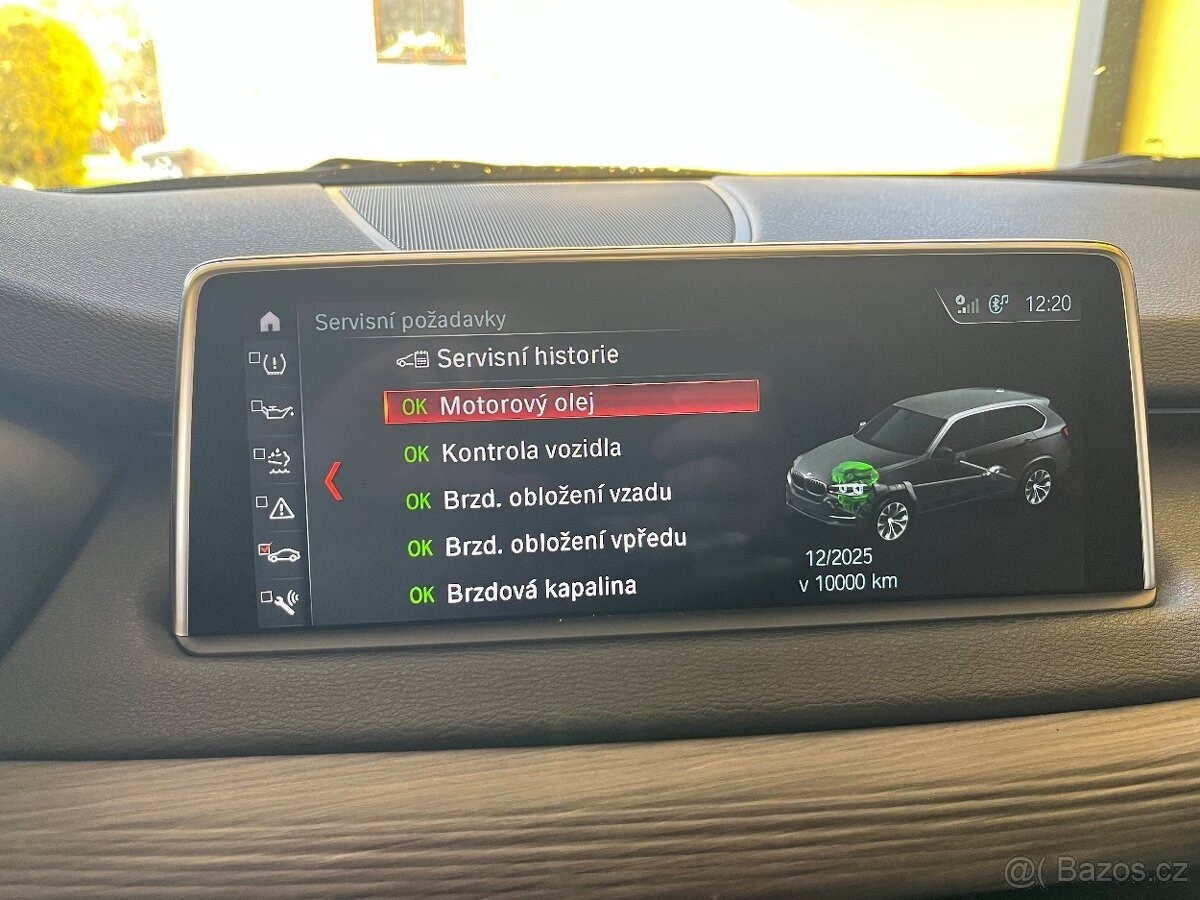 12:20
Servisní požadavky
Servisní historie
OK Motorový olej
OK Kontrola vozidla
OK Brzd. obložení vzadu
OK Brzd. obložení vpředu
OK Brzdová kapalina
12/2025
v 10000 km
@( Bazos.cz